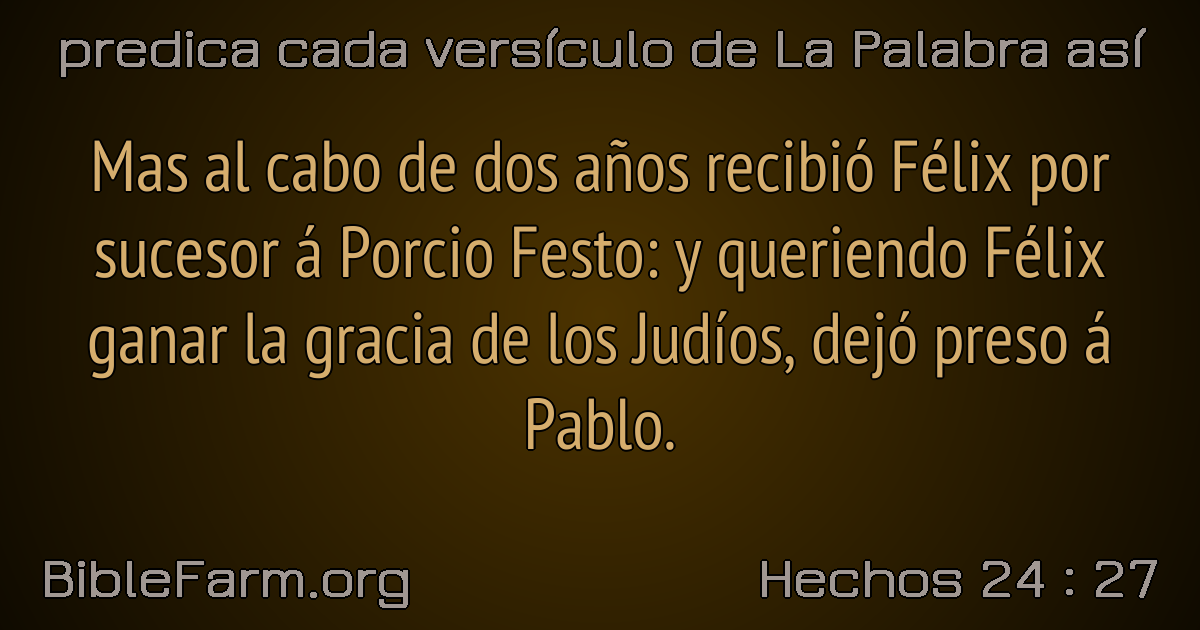 predica cada versículo de La Palabra así
Mas al cabo de dos años recibió Félix por
sucesor á Porcio Festo: y queriendo Félix
ganar la gracia de los Judíos, dejó preso á
Pablo.
BibleFarm.org
Hechos 24 : 27